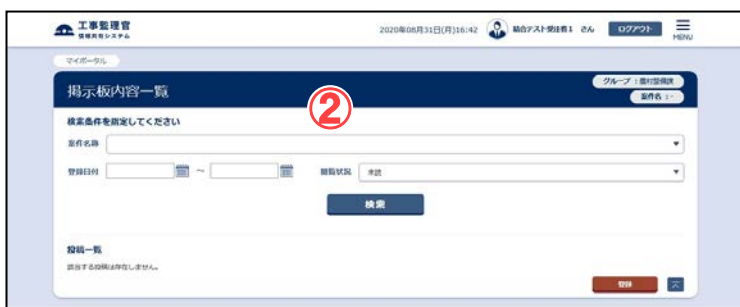 工事監理官
情報共有システム
2020年08月31日(月)16:42 結合テスト受注者1 さん ログアウト MENU
マイポータル
掲示板内容一覧
グループ：農村整備課
案件名：-
②
検索条件を指定してください
案件名称
登録日付 ～ 閲覧状況 未読
検索
投稿一覧
該当する投稿は存在しません。
登録